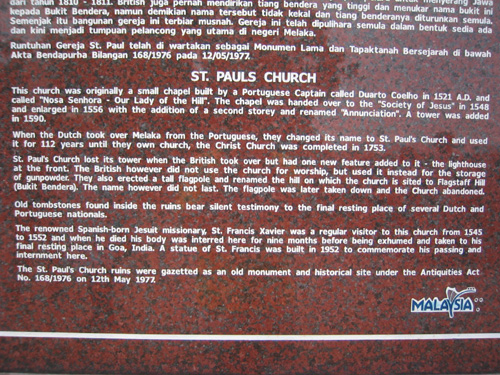 dari tahun 1810 - 1811. British juga pernah mendirikan tiang bendera yang tinggi dan menukar nama bukit ini
kepada Bukit Bendera, namun demikian nama tersebut tidak kekal dan tiang benderanya diturunkan semula.
Semenjak itu bangunan gereja ini terbiar musnah. Gereja ini telah dipulihara semula dalam bentuk sedia ada
dan kini menjadi tumpuan pelancong yang utama di negeri Melaka.
Runtuhan Gereja St. Paul telah di wartakan sebagai Monumen Lama dan Tapaktanah Bersejarah di bawah
Akta Bendapurba Bilangan 168/1976 pada 12/05/1977.
ST. PAULS CHURCH
This church was originally a small chapel built by a Portuguese Captain called Duarto Coelho in 1521 A.D. and
called "Nosa Senhora - Our Lady of the Hill". The chapel was handed over to the "Society of Jesus" in 1548
and enlarged in 1556 with the addition of a second storey and renamed "Annunciation". A tower was added
in 1590.
When the Dutch took over Melaka from the Portuguese, they changed its name to St. Paul's Church and used
it for 112 years until they own church, the Christ Church was completed in 1753.
St. Paul's Church lost its tower when the British took over but had one new feature added to it - the lighthouse
at the front. The British however did not use the church for worship, but used it instead for the storage
of gunpowder. They also erected a tall flagpole and renamed the hill on which the church is sited to Flagstaff Hill
(Bukit Bendera). The name however did not last. The flagpole was later taken down and the Church abandoned.
Old tombstones found inside the ruins bear silent testimony to the final resting place of several Dutch and
Portuguese nationals.
The renowned Spanish-born Jesuit missionary, St. Francis Xavier was a regular visitor to this church from 1545
to 1552 and when he died his body was interred here for nine months before being exhumed and taken to his
final resting place in Goa, India. A statue of St. Francis was built in 1952 to commemorate his passing and
internment here.
The St. Paul's Church ruins were gazetted as an old monument and historical site under the Antiquities Act
No. 168/1976 on 12th May 1977.
MALAYSIA